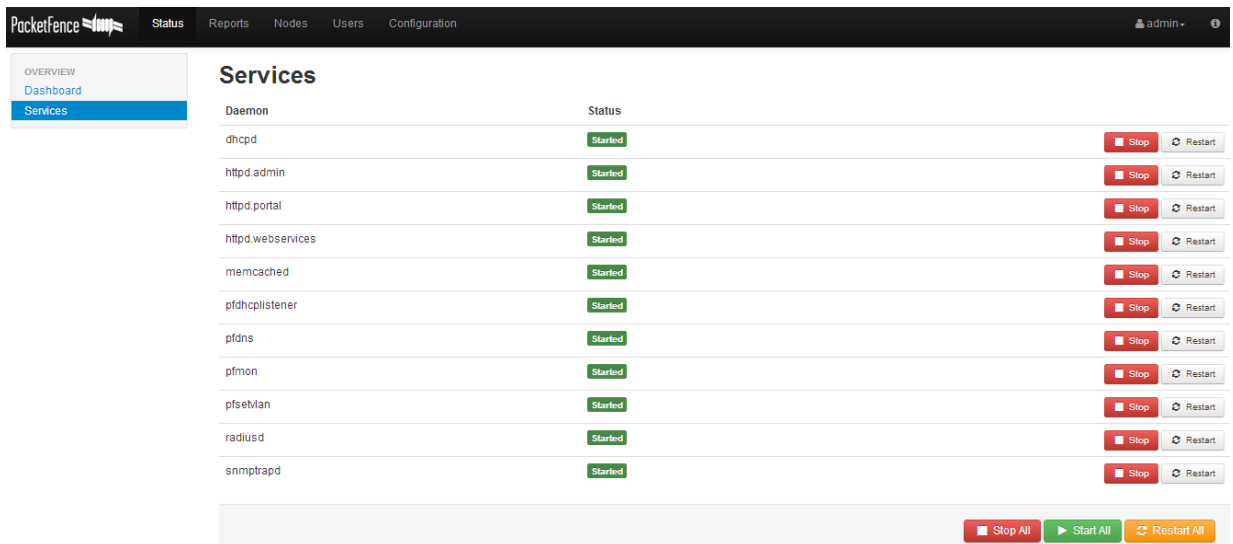 PacketFence Status Reports Nodes Users Configuration admin
OVERVIEW
Dashboard
Services
Services
Daemon Status
dhcpd Started Stop Restart
httpd.admin Started Stop Restart
httpd.portal Started Stop Restart
httpd.webservices Started Stop Restart
memcached Started Stop Restart
pfdhcplistener Started Stop Restart
pfdns Started Stop Restart
pfmon Started Stop Restart
pfsetvlan Started Stop Restart
radiusd Started Stop Restart
snmptrapd Started Stop Restart
Stop All Start All Restart All